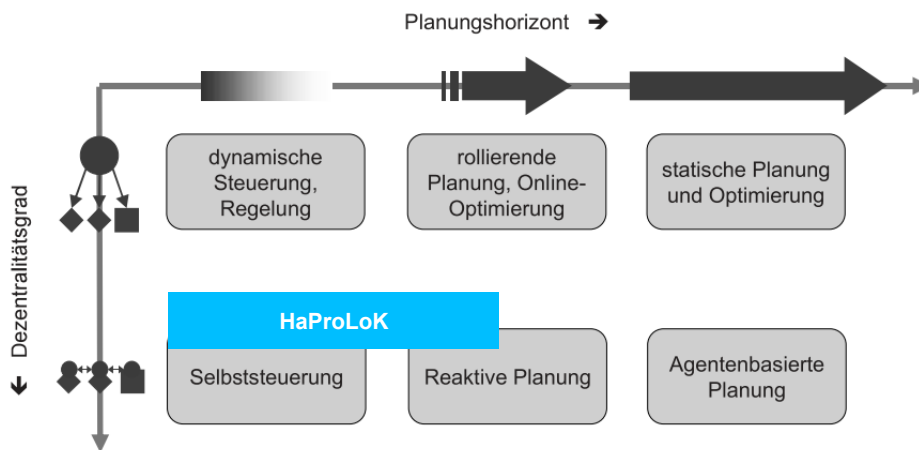 Planungshorizont ➔
dynamische
Steuerung,
Regelung
rollierende
Planung, Online-
Optimierung
statische Planung
und Optimierung
Dezentralitätsgrad
HaProLoK
Selbststeuerung
Reaktive Planung
Agentenbasierte
Planung